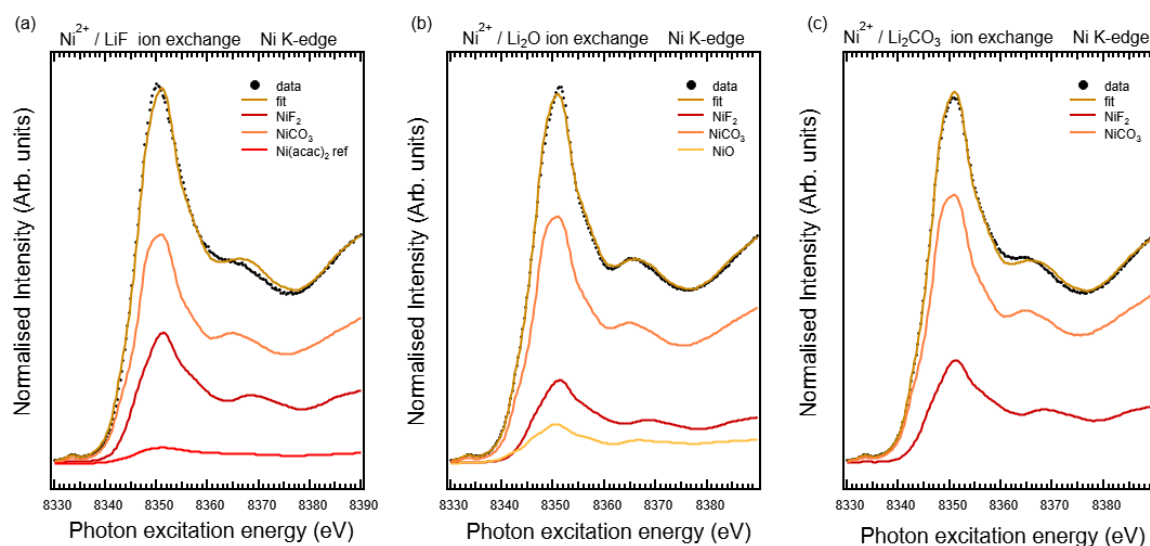 (a)
Ni²⁺ / LiF ion exchange Ni K-edge
data
fit
NiF₂
NiCO₃
Ni(acac)₂ ref
Normalised Intensity (Arb. units)
8330 8340 8350 8360 8370 8380 8390
Photon excitation energy (eV)
(b)
Ni²⁺ / Li₂O ion exchange Ni K-edge
data
fit
NiF₂
NiCO₃
NiO
Normalised Intensity (Arb. units)
8330 8340 8350 8360 8370 8380
Photon excitation energy (eV)
(c)
Ni²⁺ / Li₂CO₃ ion exchange Ni K-edge
data
fit
NiF₂
NiCO₃
Normalised Intensity (Arb. units)
8330 8340 8350 8360 8370 8380
Photon excitation energy (eV)